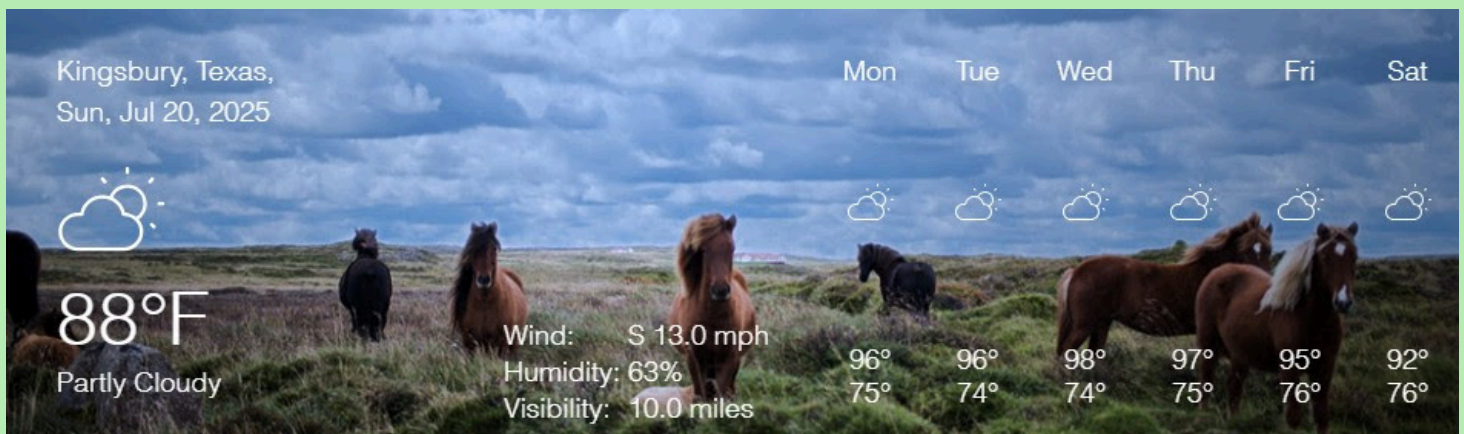 Kingsbury, Texas,
Sun, Jul 20, 2025
88°F
Partly Cloudy
Wind: S 13.0 mph
Humidity: 63%
Visibility: 10.0 miles
Mon Tue Wed Thu Fri Sat
96° 96° 98° 97° 95° 92°
75° 74° 74° 75° 76° 76°